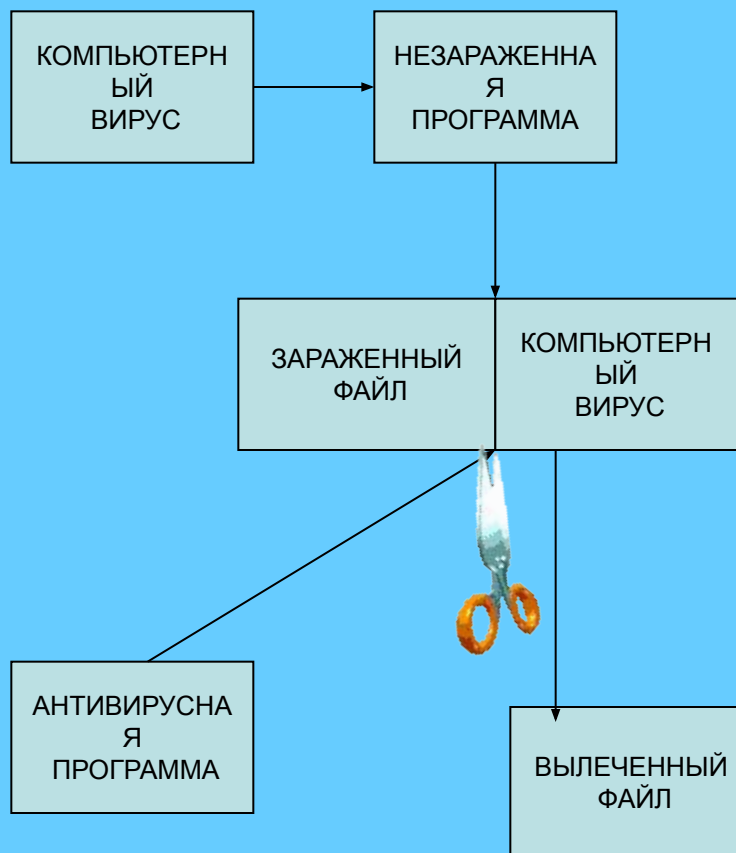 КОМПЬЮТЕРН
ЫЙ
ВИРУС
НЕЗАРАЖЕННА
Я
ПРОГРАММА
ЗАРАЖЕННЫЙ
ФАЙЛ
КОМПЬЮТЕРН
ЫЙ
ВИРУС
АНТИВИРУСНА
Я
ПРОГРАММА
ВЫЛЕЧЕННЫЙ
ФАЙЛ